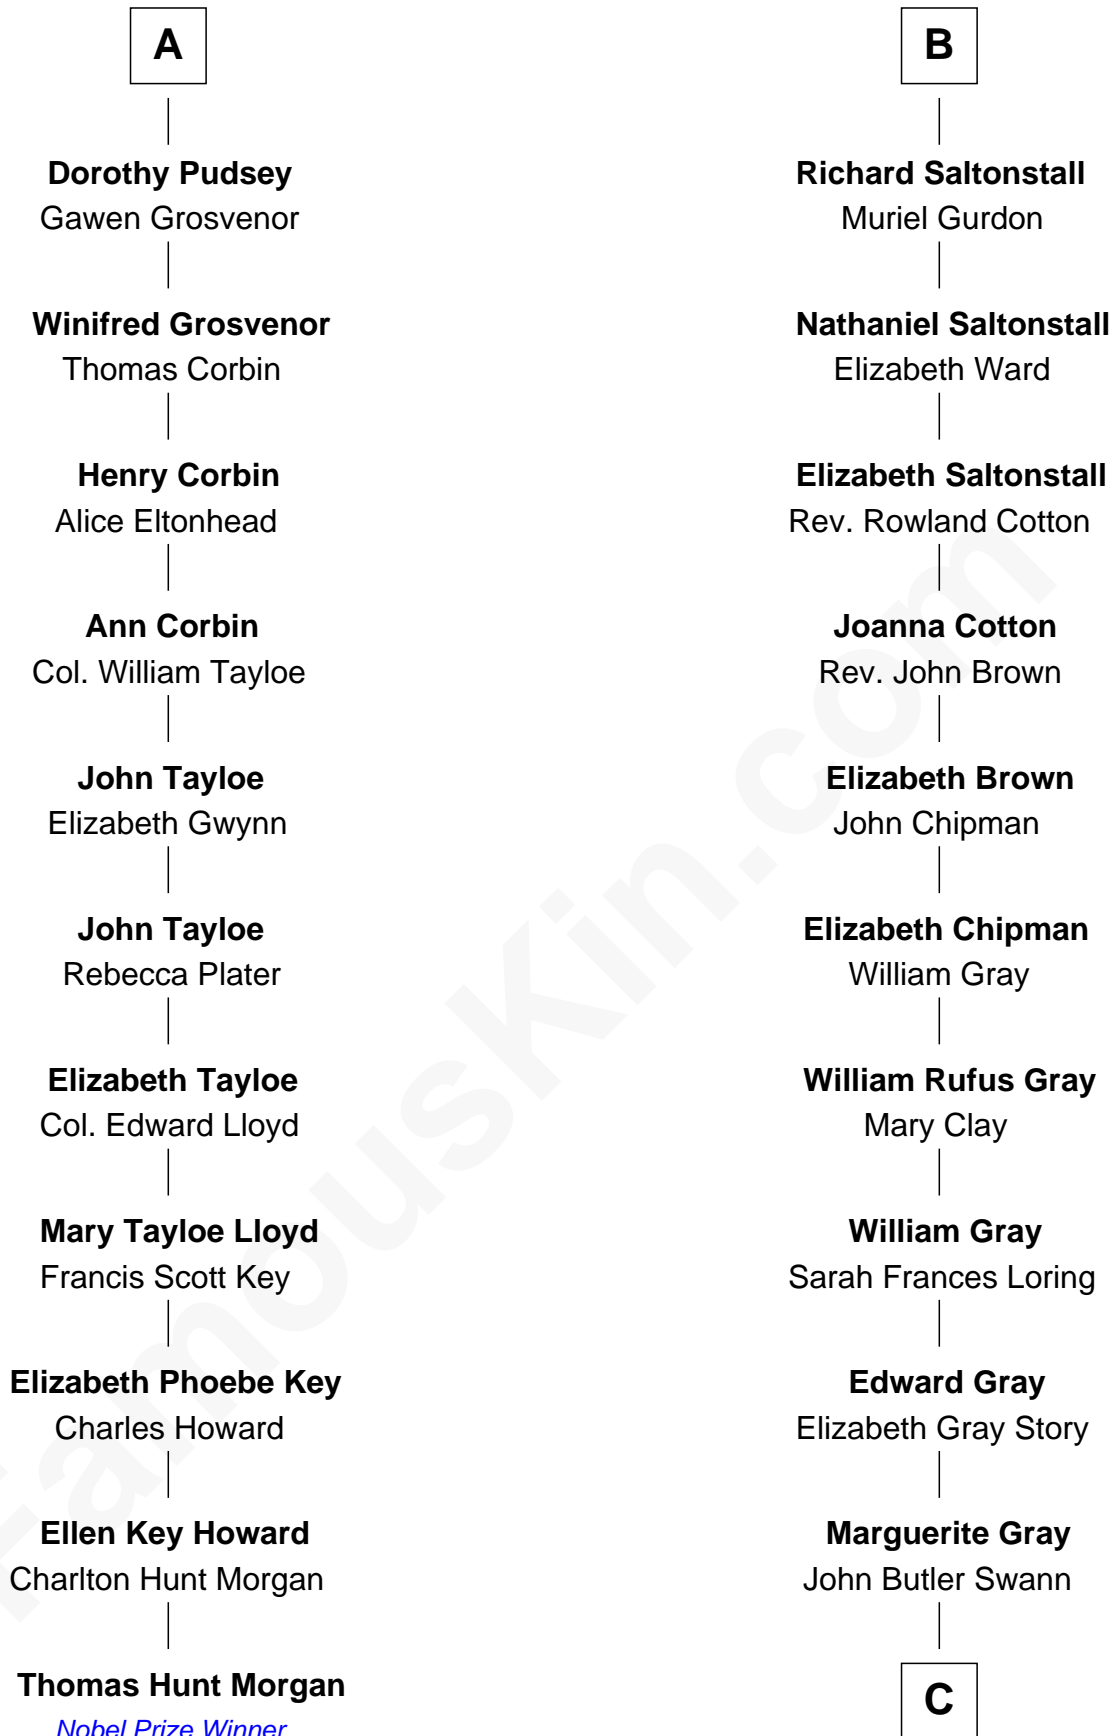 A
Dorothy Pudsey
Gawen Grosvenor
Winifred Grosvenor
Thomas Corbin
Henry Corbin
Alice Eltonhead
Ann Corbin
Col. William Tayloe
John Tayloe
Elizabeth Gwynn
John Tayloe
Rebecca Plater
Elizabeth Tayloe
Col. Edward Lloyd
Mary Tayloe Lloyd
Francis Scott Key
Elizabeth Phoebe Key
Charles Howard
Ellen Key Howard
Charlton Hunt Morgan
Thomas Hunt Morgan
Nobel Prize Winner
B
Richard Saltonstall
Muriel Gurdon
Nathaniel Saltonstall
Elizabeth Ward
Elizabeth Saltonstall
Rev. Rowland Cotton
Joanna Cotton
Rev. John Brown
Elizabeth Brown
John Chipman
Elizabeth Chipman
William Gray
William Rufus Gray
Mary Clay
William Gray
Sarah Frances Loring
Edward Gray
Elizabeth Gray Story
Marguerite Gray
John Butler Swann
C
FamousKin.com